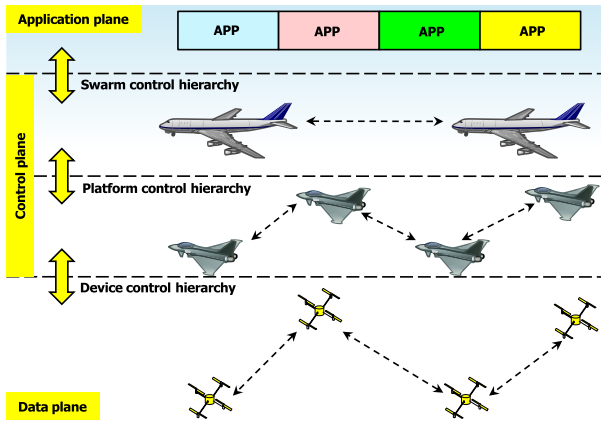 Application plane
APP
APP
APP
APP
Swarm control hierarchy
Control plane
Platform control hierarchy
Device control hierarchy
Data plane